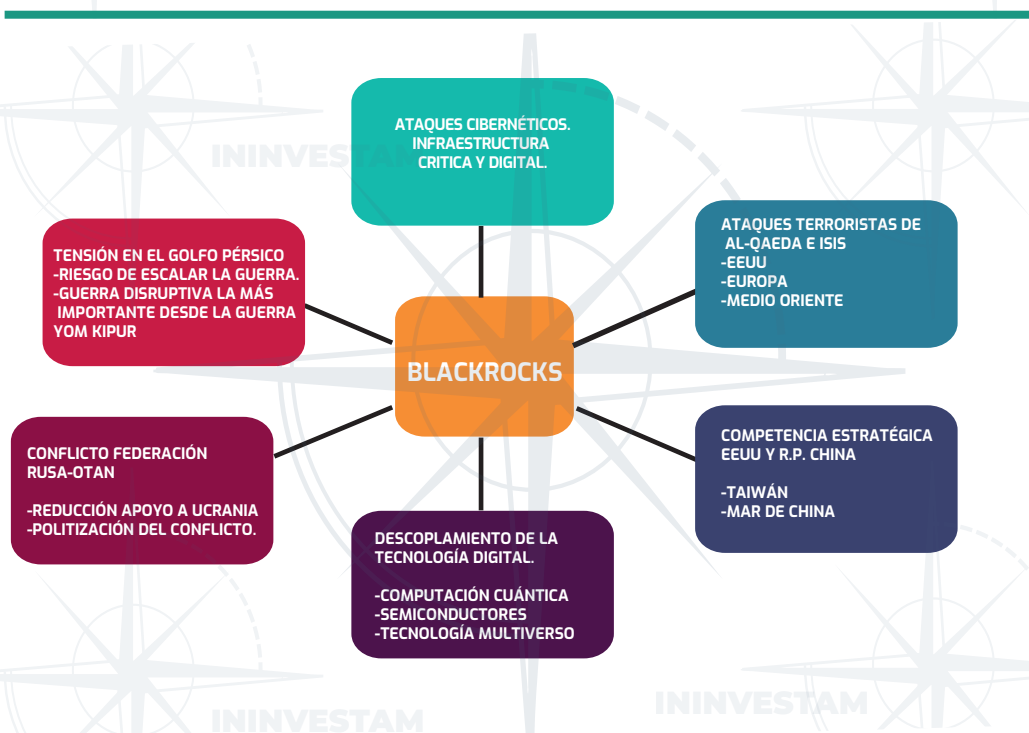 ATAQUES CIBERNÉTICOS.
INFRAESTRUCTURA
CRITICA Y DIGITAL.
ININVESTAM
TENSIÓN EN EL GOLFO PÉRSICO
-RIESGO DE ESCALAR LA GUERRA.
-GUERRA DISRUPTIVA LA MÁS
IMPORTANTE DESDE LA GUERRA
YOM KIPUR
ATAQUES TERRORISTAS DE
AL-QAEDA E ISIS
-EEUU
-EUROPA
-MEDIO ORIENTE
BLACKROCKS
CONFLICTO FEDERACIÓN
RUSA-OTAN
-REDUCCIÓN APOYO A UCRANIA
-POLITIZACIÓN DEL CONFLICTO.
COMPETENCIA ESTRATÉGICA
EEUU Y R.P. CHINA
-TAIWÁN
-MAR DE CHINA
DESCOPLAMIENTO DE LA
TECNOLOGÍA DIGITAL.
-COMPUTACIÓN CUÁNTICA
-SEMICONDUCTORES
-TECNOLOGÍA MULTIVERSO
ININVESTAM
ININVESTAM